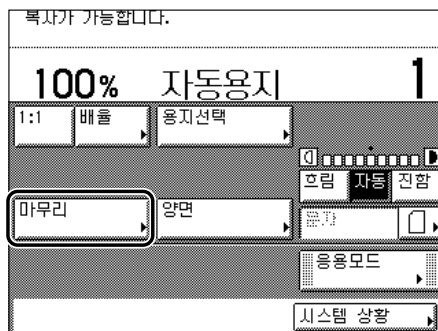 복사가 가능합니다.
100% 자동용지 1
1:1 배율 용지선택
흐림 자동 진함
마무리 양면 문자
응용모드
시스템 상황